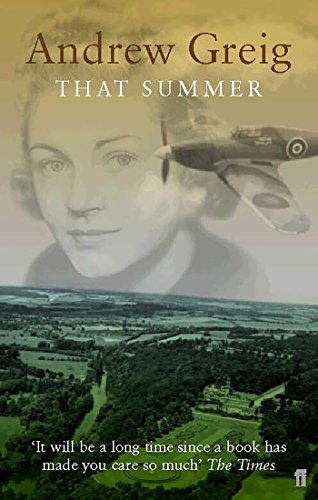 Andrew Greig
THAT SUMMER
‘It will be a long time since a book has
made you care so much’ The Times
ff